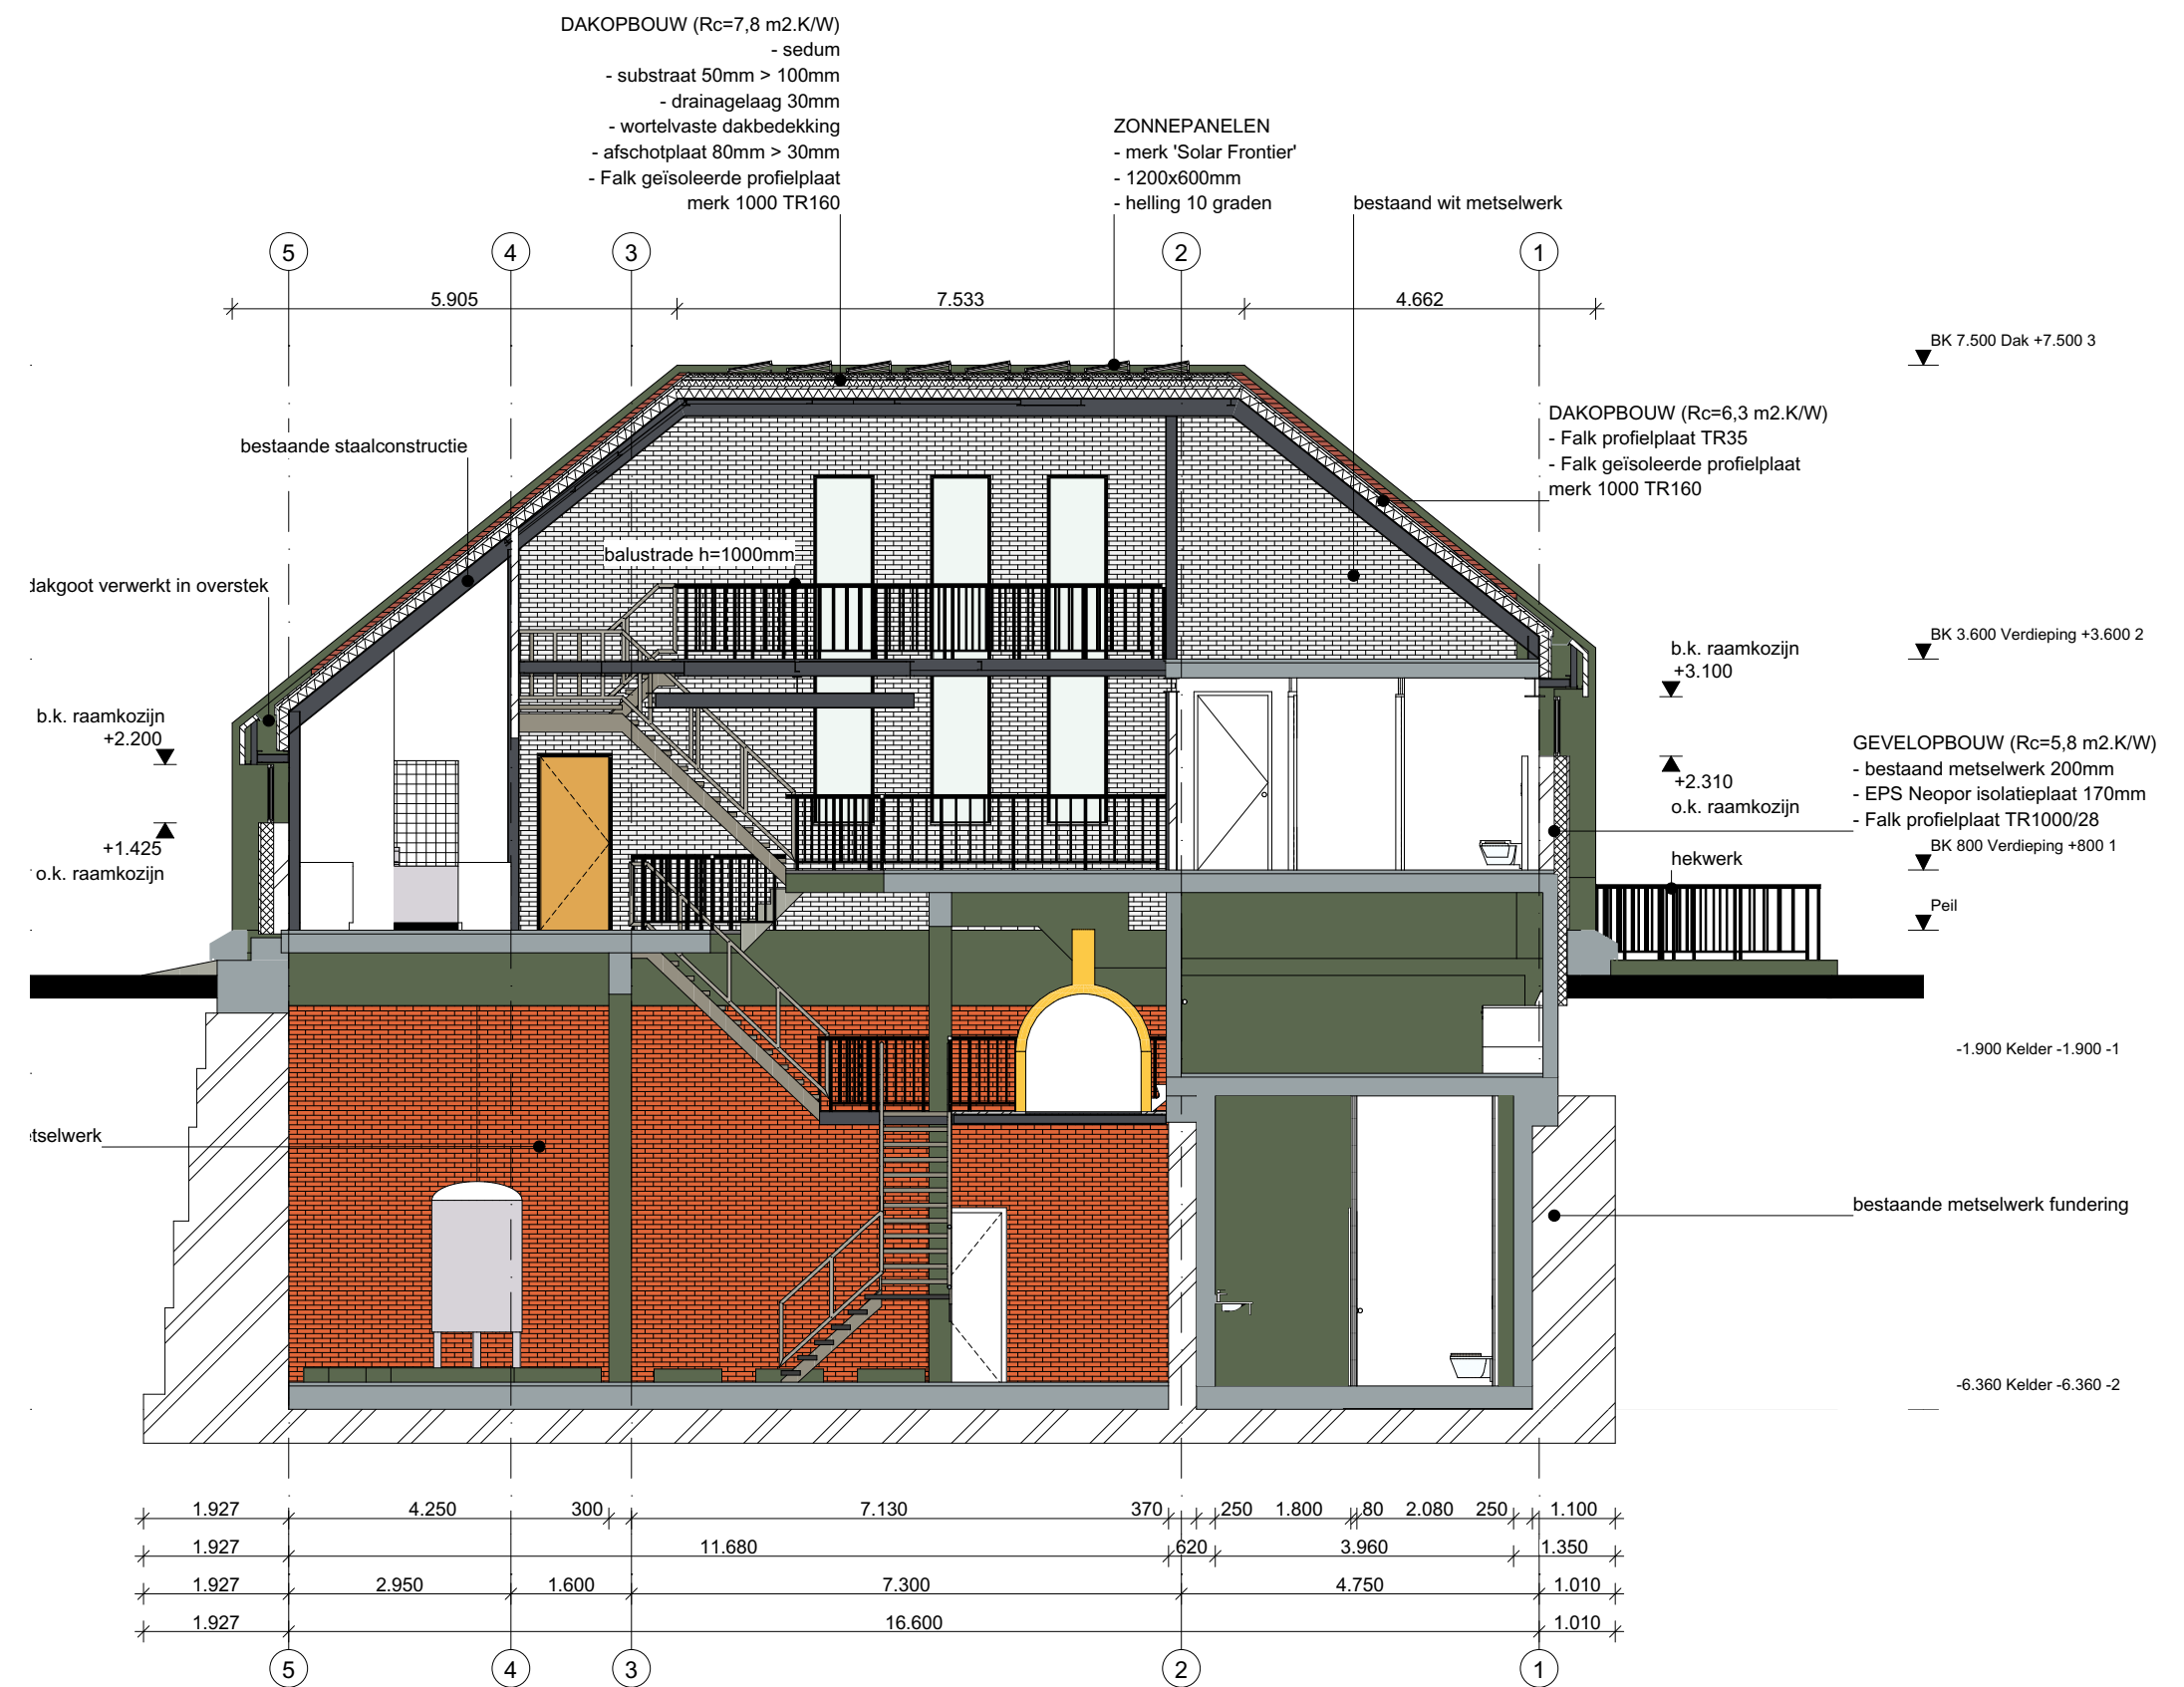 DAKOPBOUW (Rc=7,8 m2.K/W)
- sedum
- substraat 50mm > 100mm
- drainagelaag 30mm
- wortelvaste dakbedekking
- afschotplaat 80mm > 30mm
- Falk geïsoleerde profielplaat
merk 1000 TR160
ZONNEPANELEN
- merk 'Solar Frontier'
- 1200x600mm
- helling 10 graden
bestaand wit metselwerk
5 4 3 2 1
5.905 7.533 4.662
BK 7.500 Dak +7.500 3
DAKOPBOUW (Rc=6,3 m2.K/W)
- Falk profielplaat TR35
- Falk geïsoleerde profielplaat
merk 1000 TR160
bestaande staalconstructie
balustrade h=1000mm
dakgoot verwerkt in overstek
BK 3.600 Verdieping +3.600 2
b.k. raamkozijn
+3.100
b.k. raamkozijn
+2.200
GEVELOPBOUW (Rc=5,8 m2.K/W)
- bestaand metselwerk 200mm
- EPS Neopor isolatieplaat 170mm
- Falk profielplaat TR1000/28
+2.310
o.k. raamkozijn
+1.425
o.k. raamkozijn
BK 800 Verdieping +800 1
hekwerk
Peil
-1.900 Kelder -1.900 -1
etselwerk
bestaande metselwerk fundering
-6.360 Kelder -6.360 -2
1.927 4.250 300 7.130 370 250 1.800 80 2.080 250 1.100
1.927 11.680 620 3.960 1.350
1.927 2.950 1.600 7.300 4.750 1.010
1.927 16.600 1.010
5 4 3 2 1